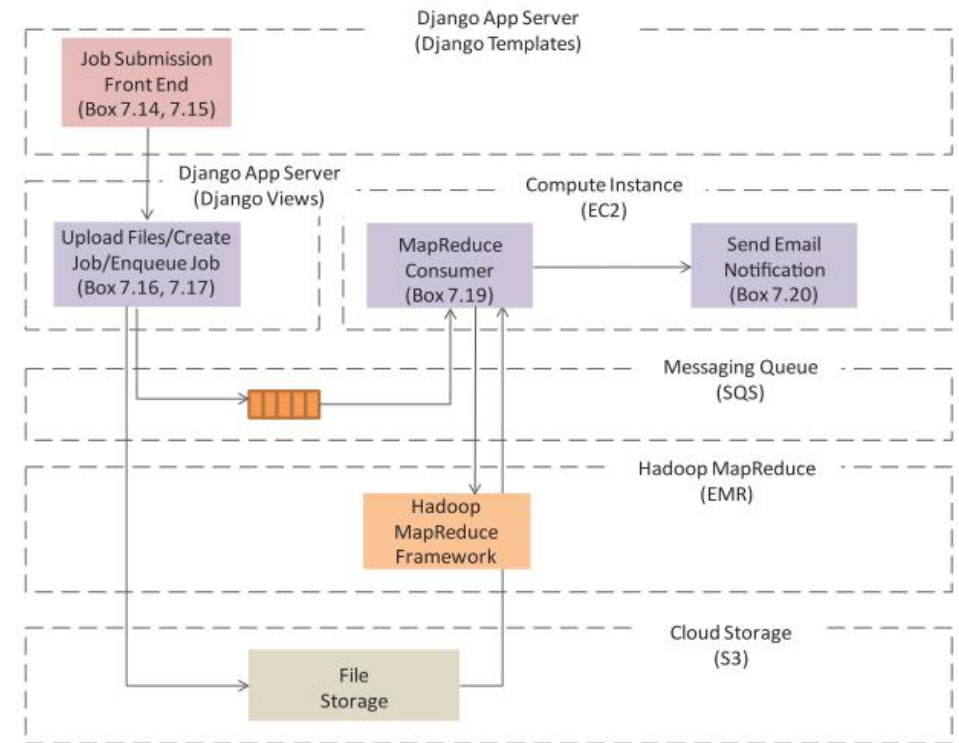 Django App Server
(Django Templates)
Job Submission
Front End
(Box 7.14, 7.15)
Django App Server
(Django Views)
Compute Instance
(EC2)
Upload Files/Create
Job/Enqueue Job
(Box 7.16, 7.17)
MapReduce
Consumer
(Box 7.19)
Send Email
Notification
(Box 7.20)
Messaging Queue
(SQS)
Hadoop MapReduce
(EMR)
Hadoop
MapReduce
Framework
Cloud Storage
(S3)
File
Storage